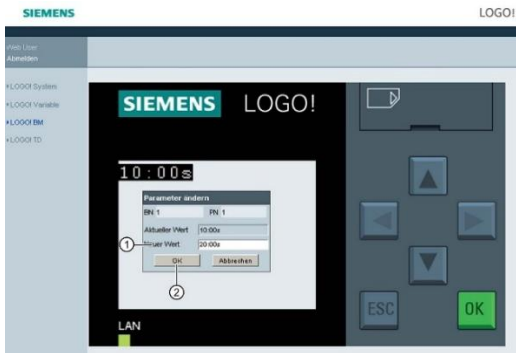 SIEMENS
LOGO!
Web User
Abmelden
LOGO! System
LOGO! Variable
LOGO! BM
LOGO! TD
SIEMENS LOGO!
10:00s
Parameter ändern
BN 1 PN 1
Aktueller Wert 10:00s
1 Neuer Wert 20:00s
OK Abbrechen
2
ESC OK
LAN